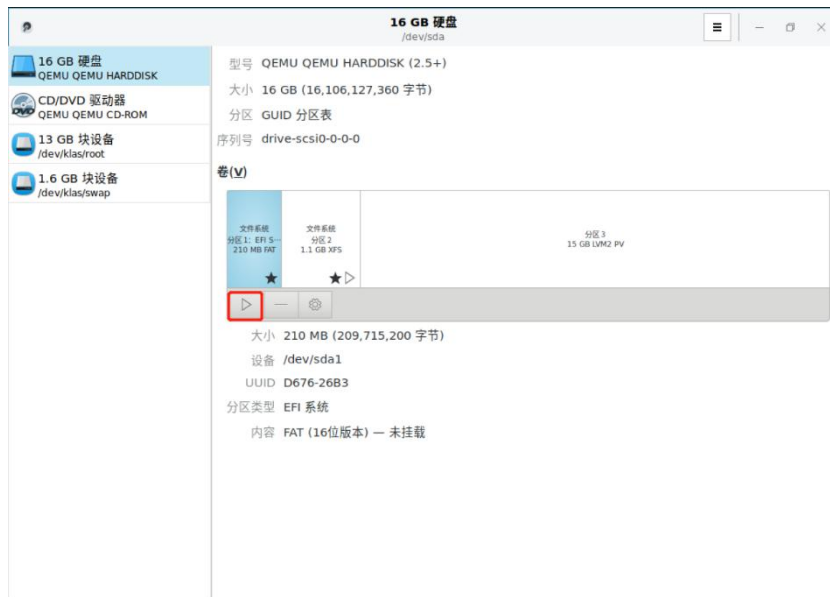 16 GB 硬盘
/dev/sda
16 GB 硬盘
QEMU QEMU HARDDISK
CD/DVD 驱动器
QEMU QEMU CD-ROM
13 GB 块设备
/dev/klas/root
1.6 GB 块设备
/dev/klas/swap
型号 QEMU QEMU HARDDISK (2.5+)
大小 16 GB (16,106,127,360 字节)
分区 GUID 分区表
序列号 drive-scsi0-0-0-0
卷(V)
文件系统
分区 1: EFI S…
210 MB FAT
文件系统
分区 2
1.1 GB XFS
分区 3
15 GB LVM2 PV
大小 210 MB (209,715,200 字节)
设备 /dev/sda1
UUID D676-26B3
分区类型 EFI 系统
内容 FAT (16位版本) — 未挂载